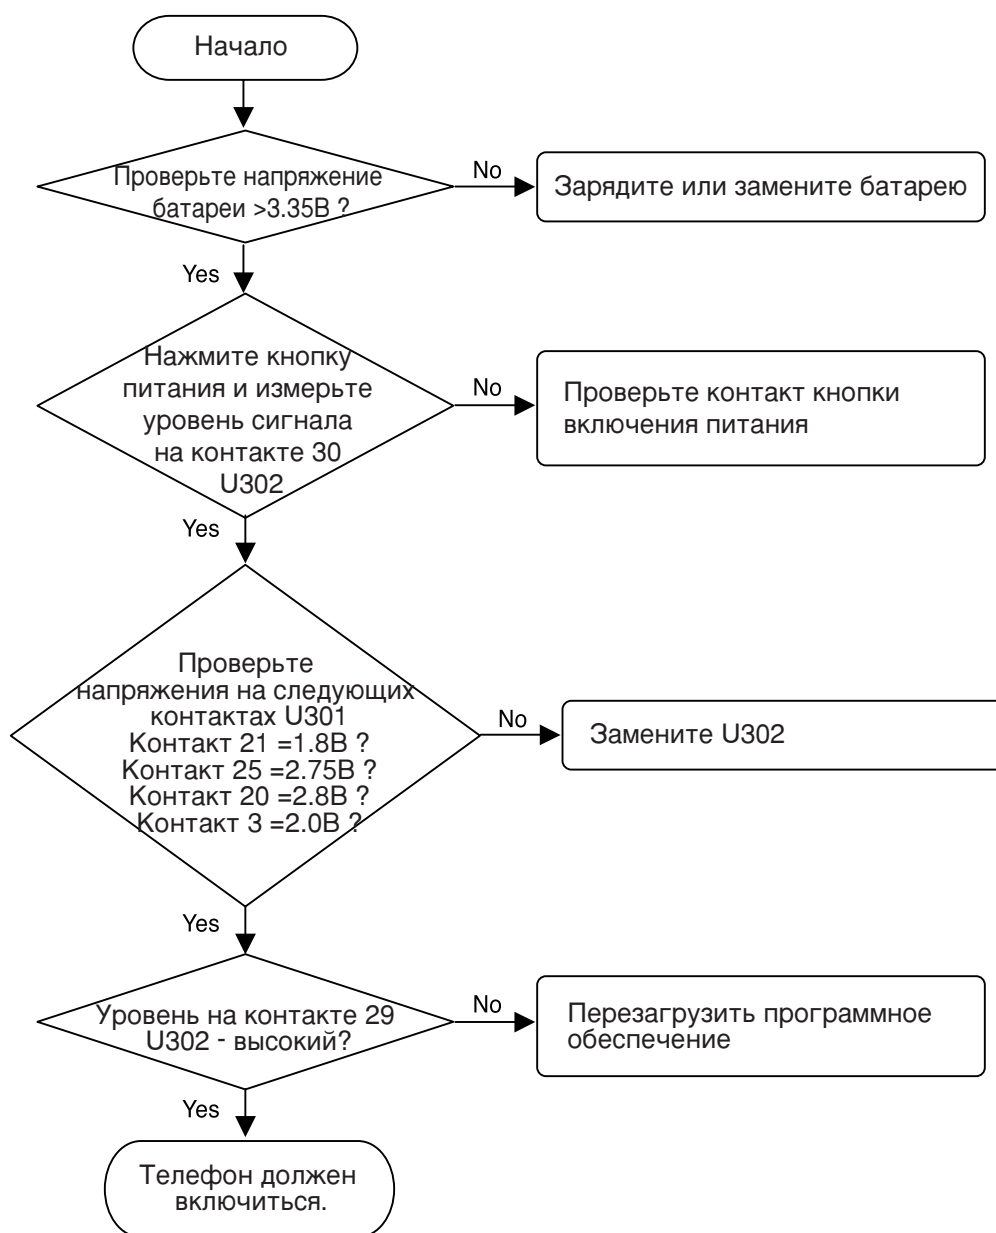 Начало
Проверьте напряжение
батареи >3.35В ?
No
Зарядите или замените батарею
Yes
Нажмите кнопку
питания и измерьте
уровень сигнала
на контакте 30
U302
No
Проверьте контакт кнопки
включения питания
Yes
Проверьте
напряжения на следующих
контактах U301
Контакт 21 =1.8В ?
Контакт 25 =2.75В ?
Контакт 20 =2.8В ?
Контакт 3 =2.0В ?
No
Замените U302
Yes
Уровень на контакте 29
U302 - высокий?
No
Перезагрузить программное
обеспечение
Yes
Телефон должен
включиться.